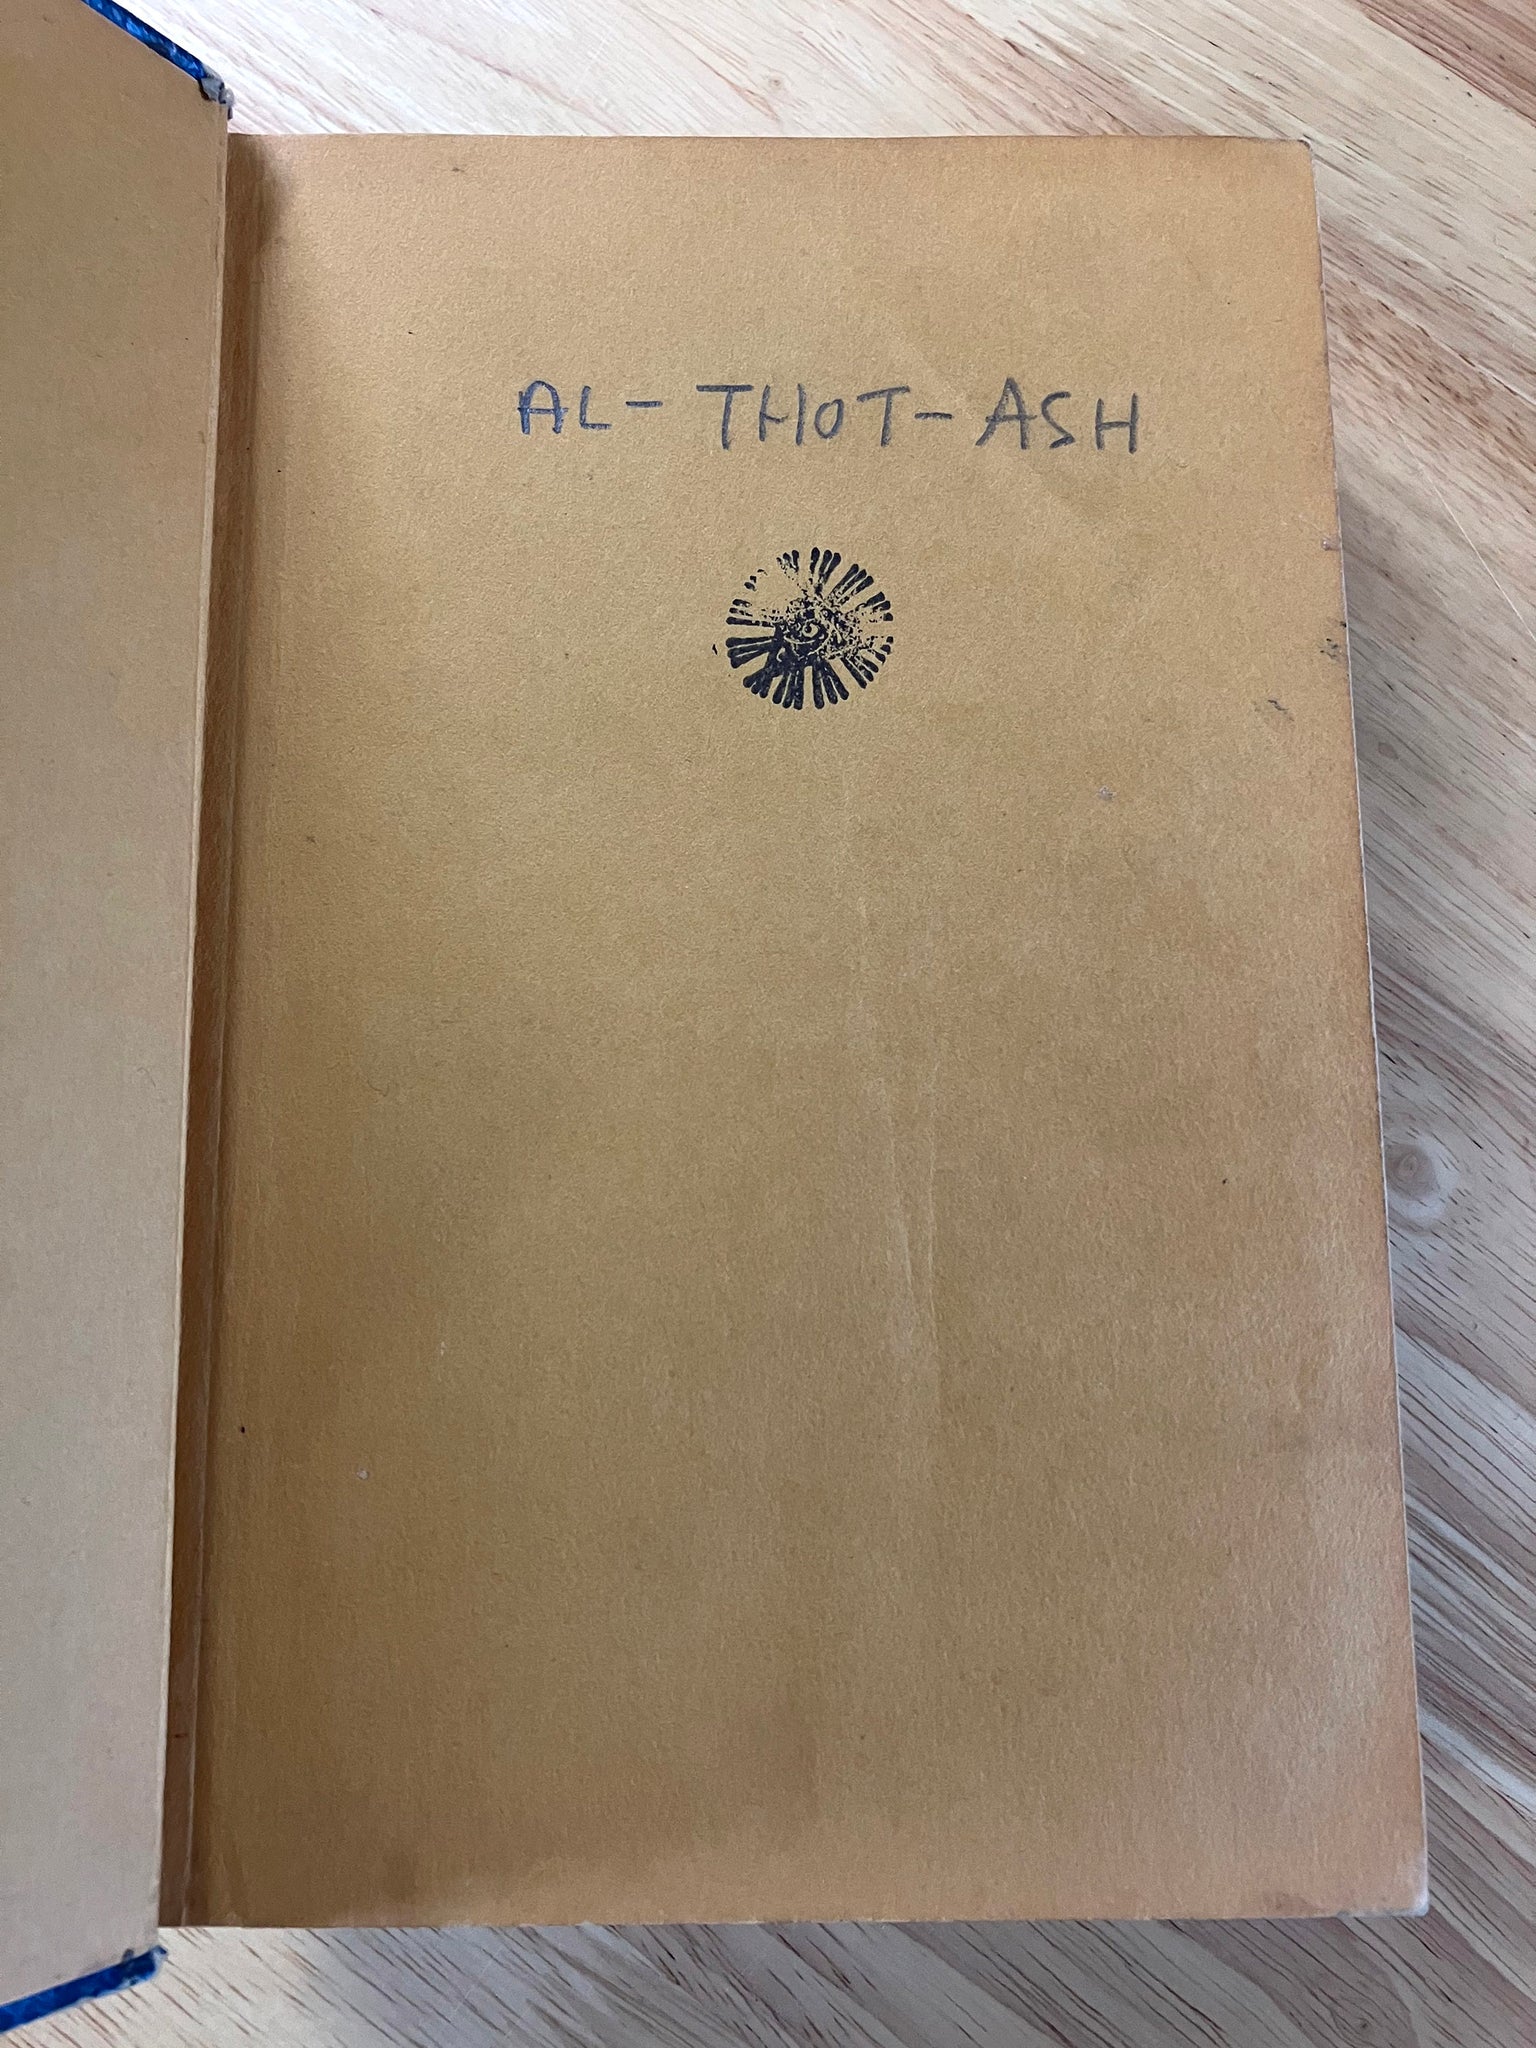 AL- THOT- ASH